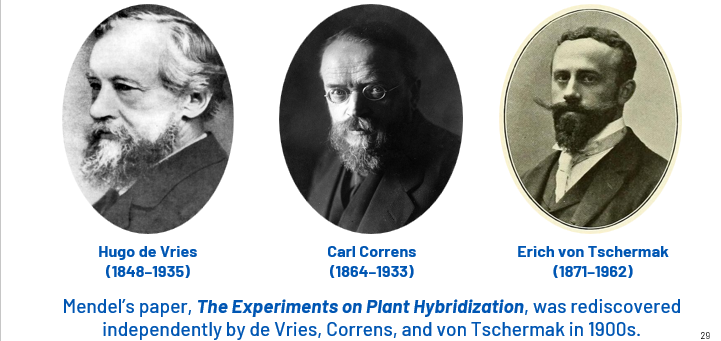 Hugo de Vries
(1848–1935)
Carl Correns
(1864–1933)
Erich von Tschermak
(1871–1962)
Mendel’s paper, The Experiments on Plant Hybridization, was rediscovered
independently by de Vries, Correns, and von Tschermak in 1900s.
29